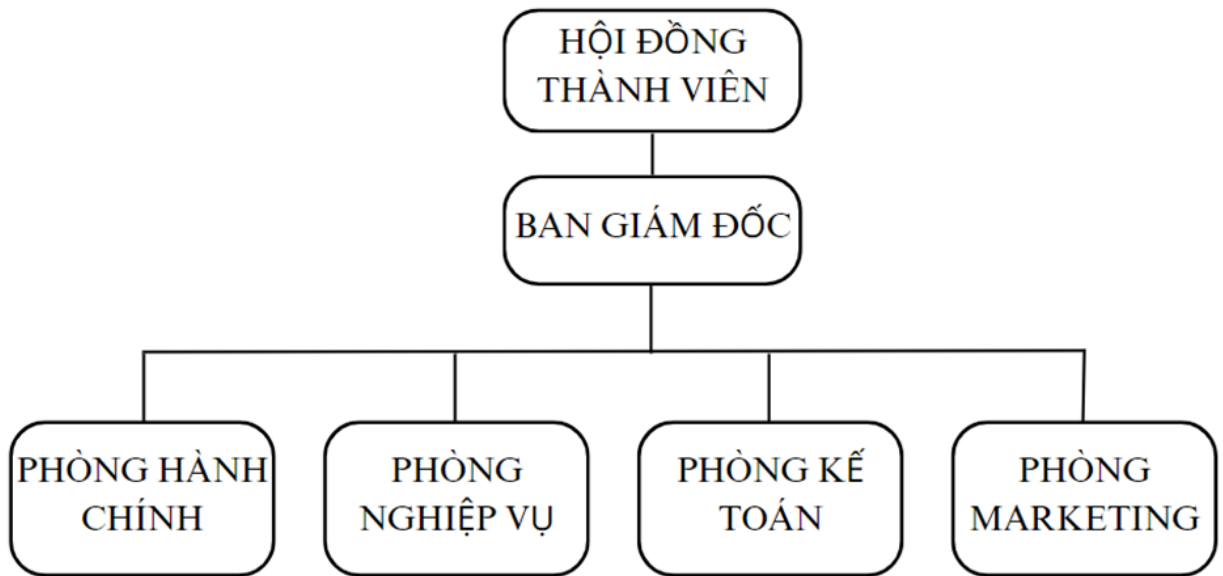 HỘI ĐỒNG
THÀNH VIÊN
BAN GIÁM ĐỐC
PHÒNG HÀNH
CHÍNH
PHÒNG
NGHIỆP VỤ
PHÒNG KẾ
TOÁN
PHÒNG
MARKETING